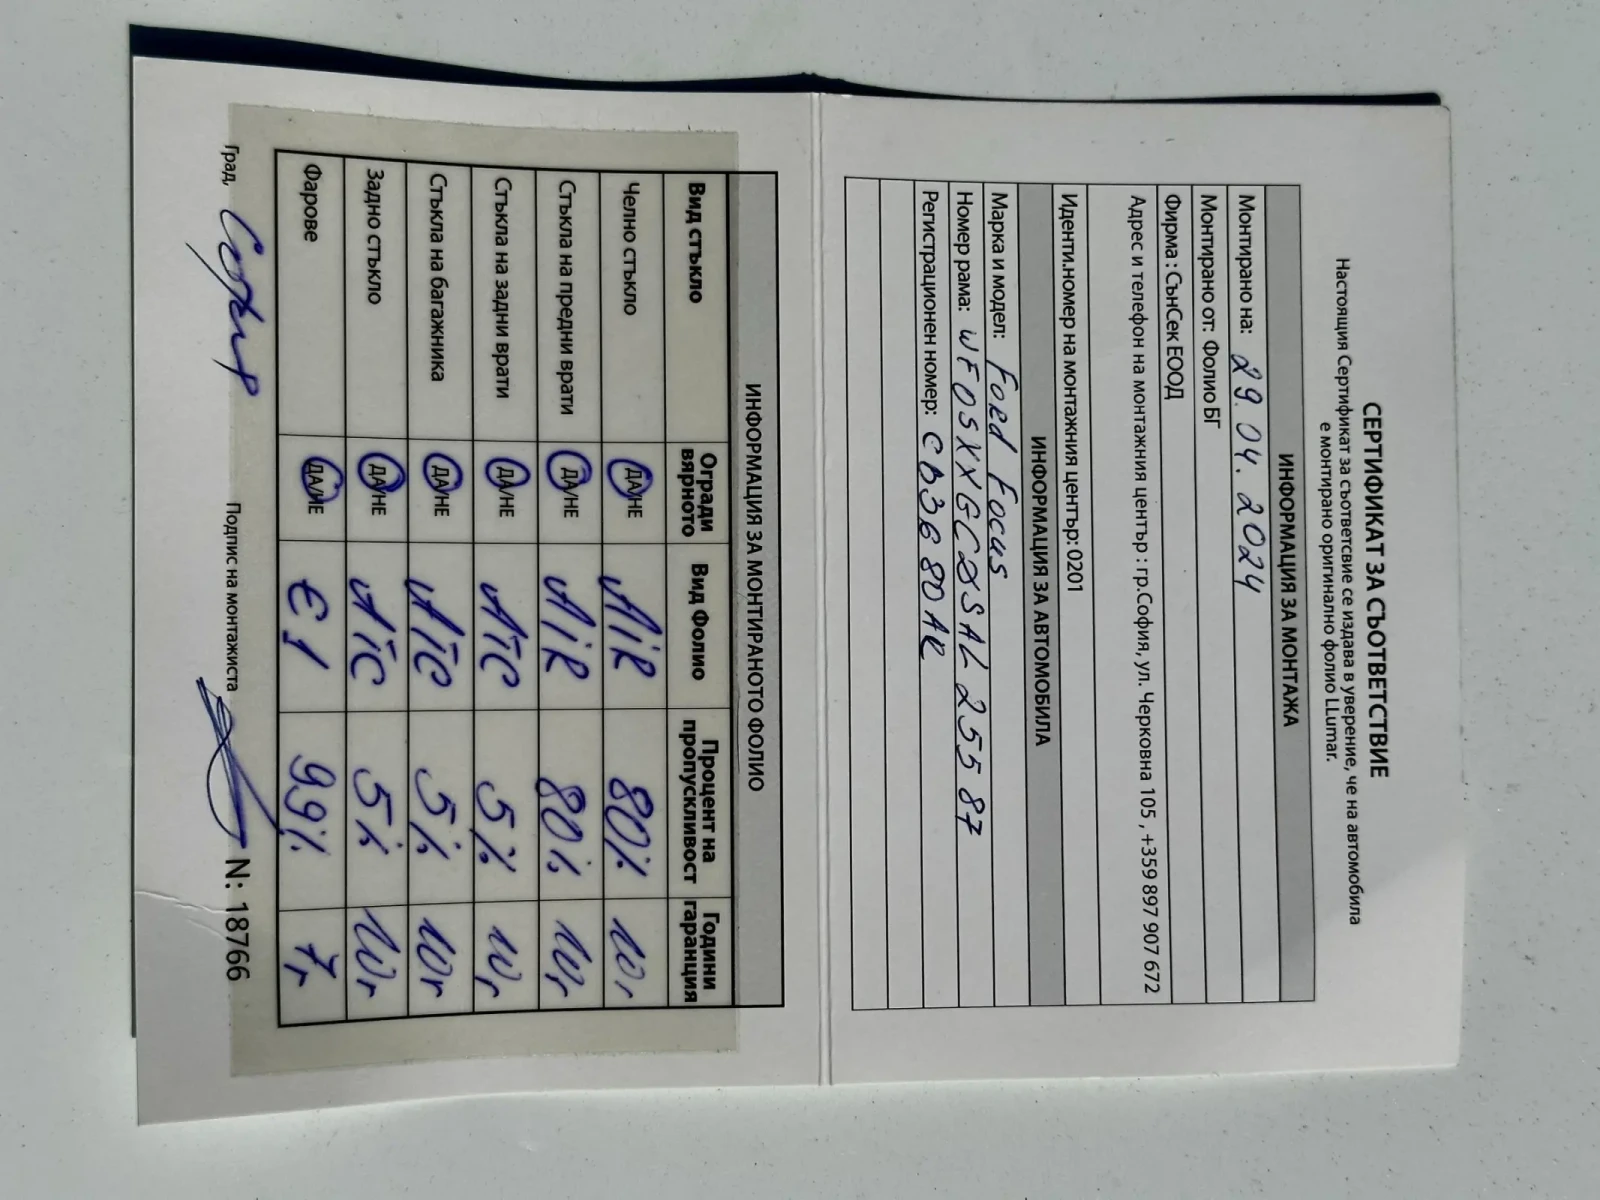 СЕРТИФИКАТ ЗА СЪОТВЕТСТВИЕ
Настоящия Сертификат за съответсвие се издава в уверение, че на автомобила
е монтирано оригинално фолио LLumar.
ИНФОРМАЦИЯ ЗА МОНТАЖА
Монтирано на: 29.04.2024
Монтирано от: Фолио БГ
Фирма : СънСек ЕООД
Адрес и телефон на монтажния център : гр.София, ул. Черковна 105 , +359 897 907 672
Иденти.номер на монтажния център: 0201
ИНФОРМАЦИЯ ЗА АВТОМОБИЛА
Марка и модел: Ford Focus
Номер рама: WF0SXXGCDSAL25587
Регистрационен номер: CB3680AK
ИНФОРМАЦИЯ ЗА МОНТИРАНОТО ФОЛИО
Вид стъкло Огради вярното Вид Фолио Процент на пропускливост Години гаранция
Челно стъкло ДА/НЕ AIR 80% 10г
Стъкла на предни врати ДА/НЕ AIR 80% 10г
Стъкла на задни врати ДА/НЕ ATC 5% 10г
Стъкла на багажника ДА/НЕ ATC 5% 10г
Задно стъкло ДА/НЕ ATC 5% 10г
Фарове ДА/НЕ 99% 7г
Град, София Подпис на монтажиста N: 18766